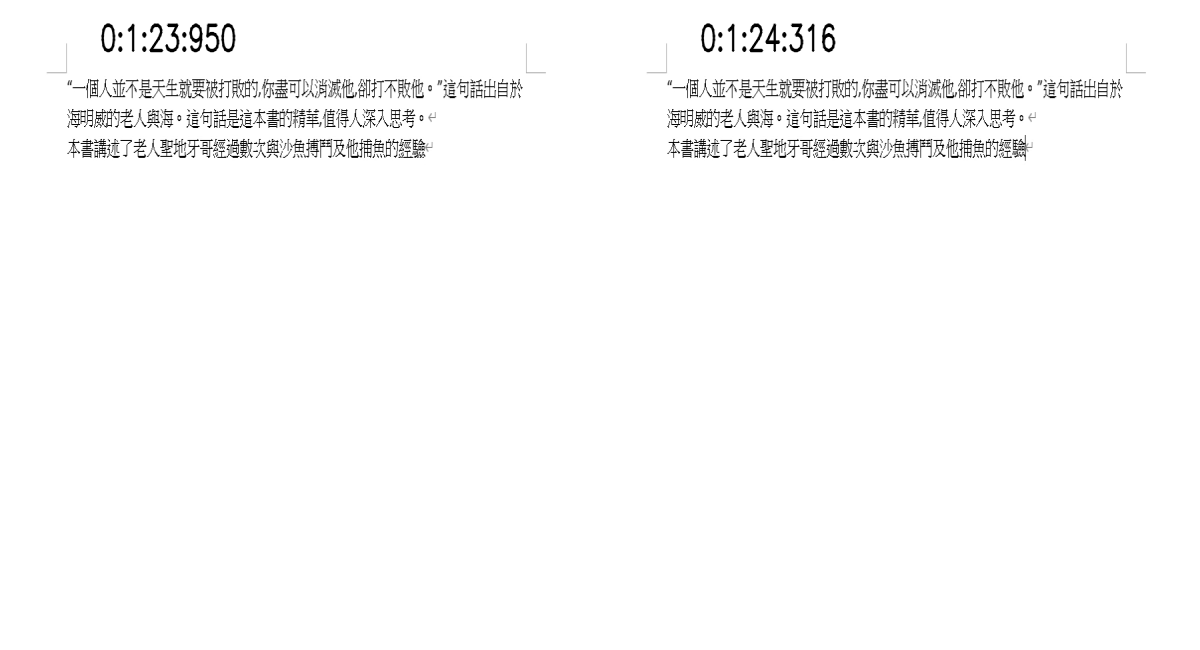 0:1:23:950
“一個人並不是天生就要被打敗的,你盡可以消滅他,卻打不敗他。”這句話出自於
海明威的老人與海。這句話是這本書的精華,值得人深入思考。
本書講述了老人聖地牙哥經過數次與沙魚搏鬥及他捕魚的經驗
0:1:24:316
“一個人並不是天生就要被打敗的,你盡可以消滅他,卻打不敗他。”這句話出自於
海明威的老人與海。這句話是這本書的精華,值得人深入思考。
本書講述了老人聖地牙哥經過數次與沙魚搏鬥及他捕魚的經驗